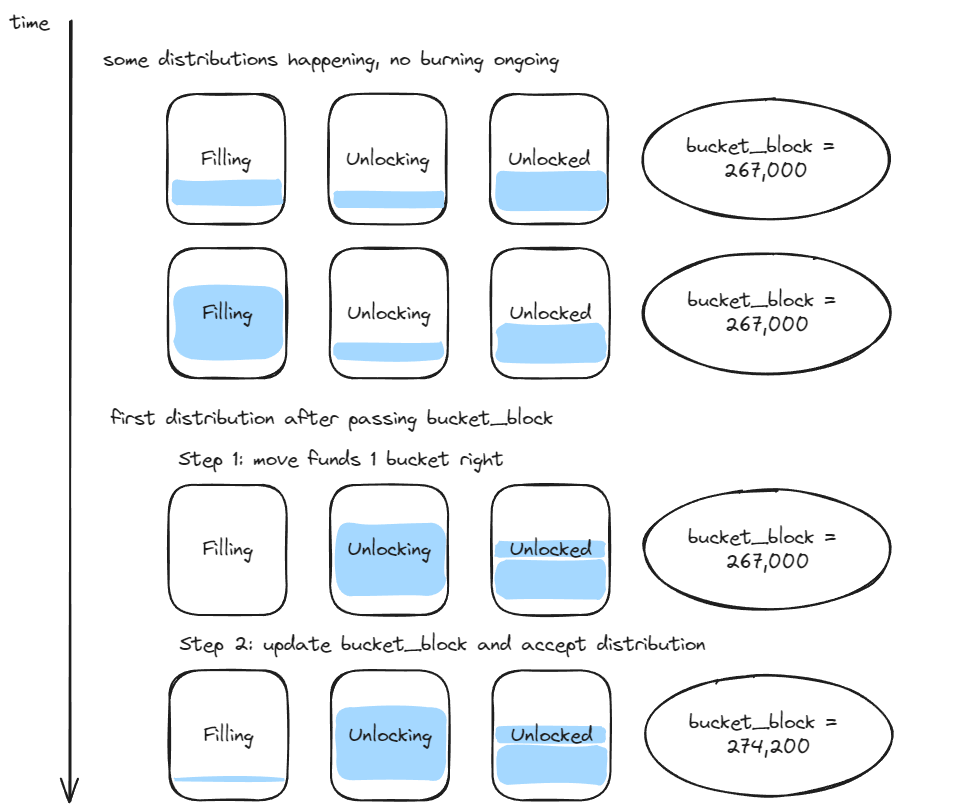 time
some distributions happening, no burning ongoing
Filling
Unlocking
Unlocked
bucket_block =
267,000
Filling
Unlocking
Unlocked
bucket_block =
267,000
first distribution after passing bucket_block
Step 1: move funds 1 bucket right
Filling
Unlocking
Unlocked
bucket_block =
267,000
Step 2: update bucket_block and accept distribution
Filling
Unlocking
Unlocked
bucket_block =
274,200